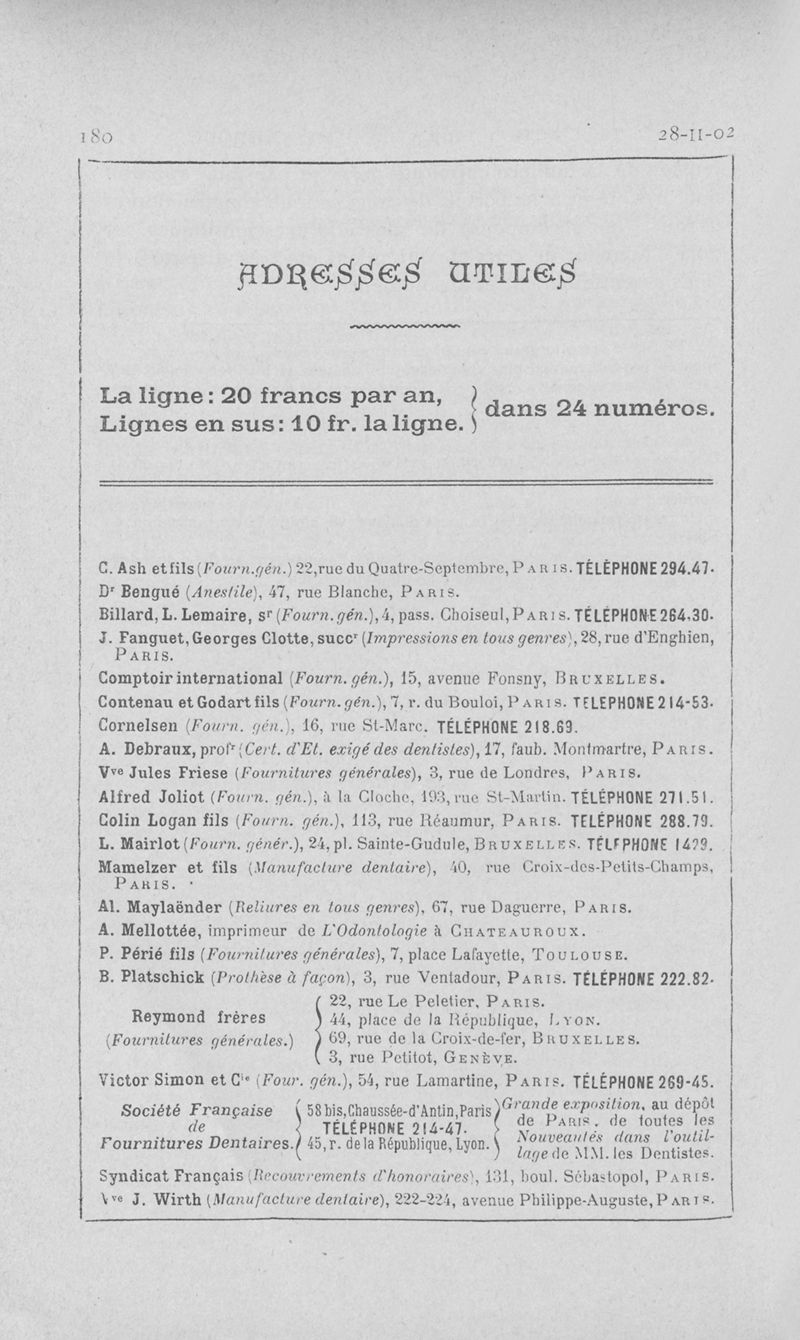 180 28-II-02
ADRESSES UTILES
La ligne: 20 francs par an, } dans 24 numéros.
Lignes en sus: 10 fr. la ligne.
C. Ash et fils (Fourn. gén.) 22, rue du Quatre-Septembre, PARIS. TÉLÉPHONE 294.47.
Dr Bengué (Anestile), 47, rue Blanche, PARIS.
Billard, L. Lemaire, sr (Fourn. gén.), 4, pass. Choiseul, PARIS. TÉLÉPHONE 264.30.
J. Fanguet, Georges Clotte, succr (Impressions en tous genres), 28, rue d'Enghien,
PARIS.
Comptoir international (Fourn. gén.), 15, avenue Fonsny, BRUXELLES.
Contenau et Godart fils (Fourn. gén.), 7, r. du Bouloi, PARIS. TELEPHONE 214-53.
Cornelsen (Fourn. gén.), 16, rue St-Marc. TÉLÉPHONE 218.69.
A. Debraux, profr (Cert. d'Et. exigé des dentistes), 17, faub. Montmartre, PARIS.
Vve Jules Friese (Fournitures générales), 3, rue de Londres, PARIS.
Alfred Joliot (Fourn. gén.), à la Cloche, 193, rue St-Martin. TÉLÉPHONE 271.51.
Colin Logan fils (Fourn. gén.), 113, rue Réaumur, PARIS. TELÉPHONE 288.79.
L. Mairlot (Fourn. génér.), 24, pl. Sainte-Gudule, BRUXELLES. TÉLÉPHONE 1429.
Mamelzer et fils (Manufacture dentaire), 40, rue Croix-des-Petits-Champs,
PARIS.
Al. Maylaënder (Reliures en tous genres), 67, rue Daguerre, PARIS.
A. Mellottée, imprimeur de L'Odontologie à CHATEAUROUX.
P. Périé fils (Fournitures générales), 7, place Lafayette, TOULOUSE.
B. Platschick (Prothèse à façon), 3, rue Ventadour, PARIS. TÉLÉPHONE 222.82.
Reymond frères
(Fournitures générales.)
22, rue Le Peletier, PARIS.
44, place de la République, LYON.
69, rue de la Croix-de-fer, BRUXELLES.
3, rue Petitot, GENÈVE.
Victor Simon et Cie (Four. gén.), 54, rue Lamartine, PARIS. TÉLÉPHONE 269-45.
Société Française
de
Fournitures Dentaires.
58 bis, Chaussée-d'Antin, Paris
TÉLÉPHONE 214-47.
45, r. de la République, Lyon.
Grande exposition, au dépôt
de PARIS, de toutes les
Nouveautés dans l'outil-
lage de MM. les Dentistes.
Syndicat Français (Recouvrements d'honoraires), 131, boul. Sébastopol, PARIS.
Vve J. Wirth (Manufacture dentaire), 222-224, avenue Philippe-Auguste, PARIS.